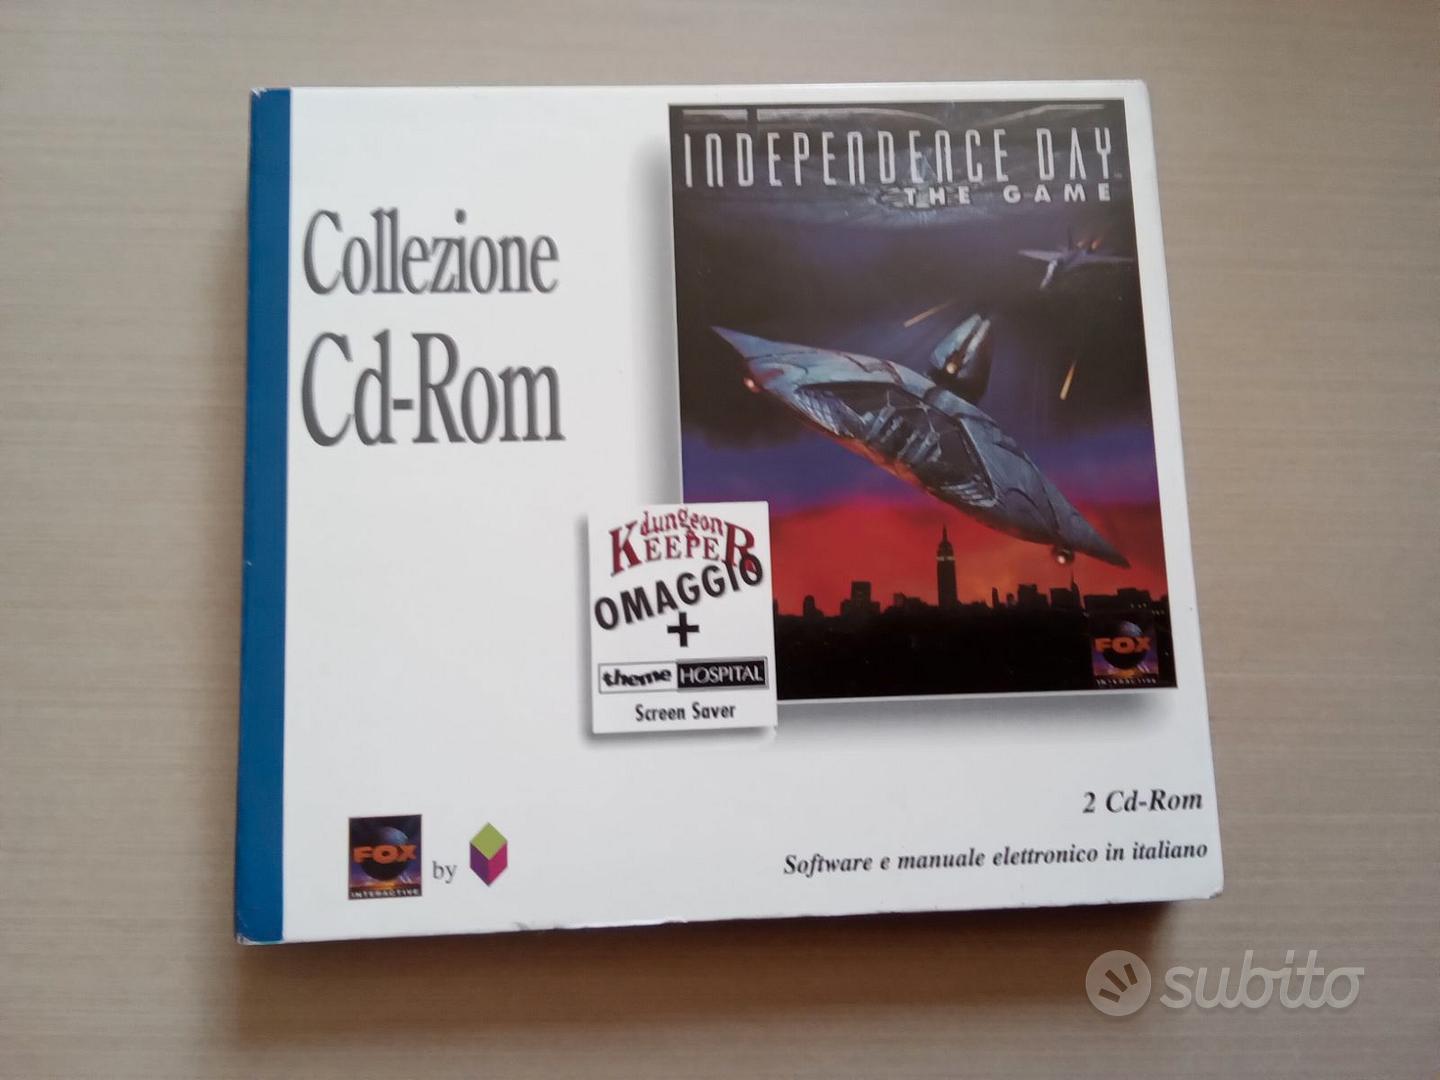 INDEPENDENCE DAY
THE GAME
Collezione
Cd-Rom
dungeon
KEEPER
OMAGGIO
+
theme HOSPITAL
Screen Saver
FOX
INTERACTIVE
2 Cd-Rom
Software e manuale elettronico in italiano
FOX
INTERACTIVE
by
subito